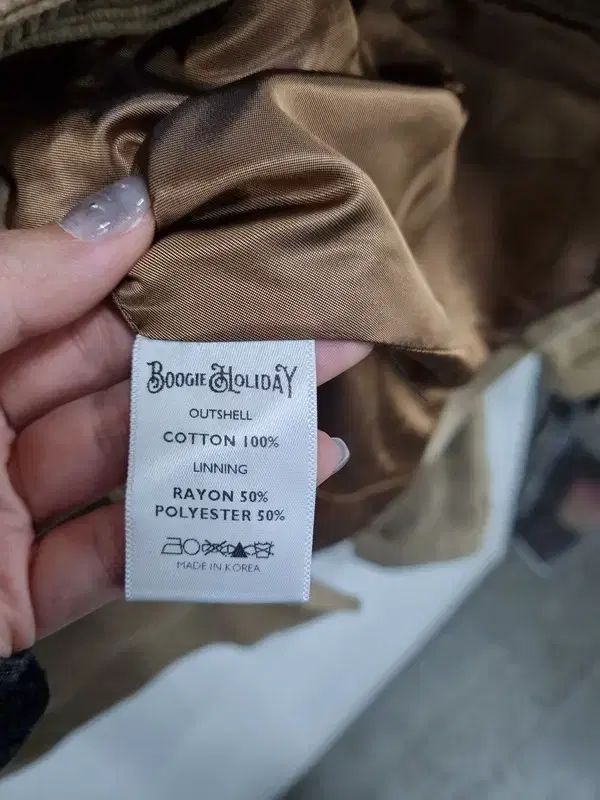 BOOGIE HOLIDAY
OUTSHELL
COTTON 100%
LINNING
RAYON 50%
POLYESTER 50%
MADE IN KOREA